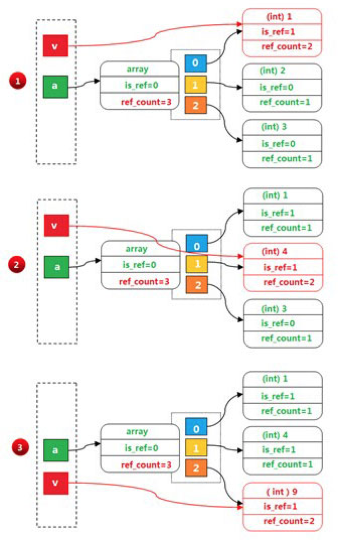 1
v
a
array
is_ref=0
ref_count=3
0
1
2
(int) 1
is_ref=1
ref_count=2
(int) 2
is_ref=0
ref_count=1
(int) 3
is_ref=0
ref_count=1
2
v
a
array
is_ref=0
ref_count=3
0
1
2
(int) 1
is_ref=1
ref_count=1
(int) 4
is_ref=1
ref_count=2
(int) 3
is_ref=0
ref_count=1
3
a
v
array
is_ref=0
ref_count=3
0
1
2
(int) 1
is_ref=1
ref_count=1
(int) 4
is_ref=1
ref_count=1
( int ) 9
is_ref=1
ref_count=2